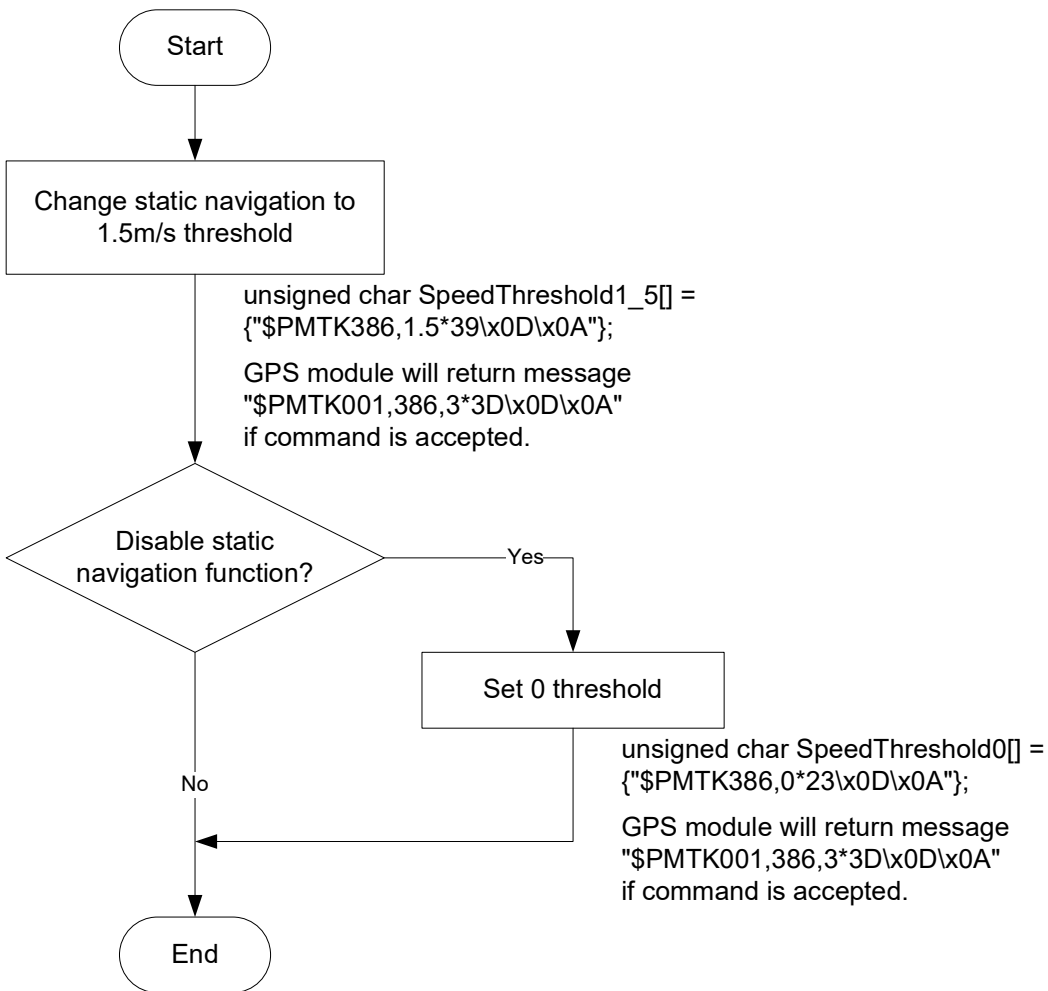 Start
Change static navigation to
1.5m/s threshold
unsigned char SpeedThreshold1_5[] =
{"$PMTK386,1.5*39\x0D\x0A"};
GPS module will return message
"$PMTK001,386,3*3D\x0D\x0A"
if command is accepted.
Disable static
navigation function?
Yes
Set 0 threshold
unsigned char SpeedThreshold0[] =
{"$PMTK386,0*23\x0D\x0A"};
No
GPS module will return message
"$PMTK001,386,3*3D\x0D\x0A"
if command is accepted.
End